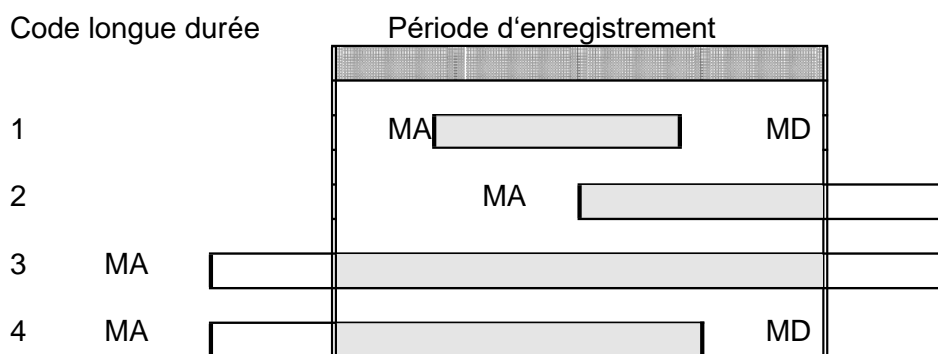 Code longue durée Période d‘enregistrement
1 MA MD
2 MA
3 MA
4 MA MD